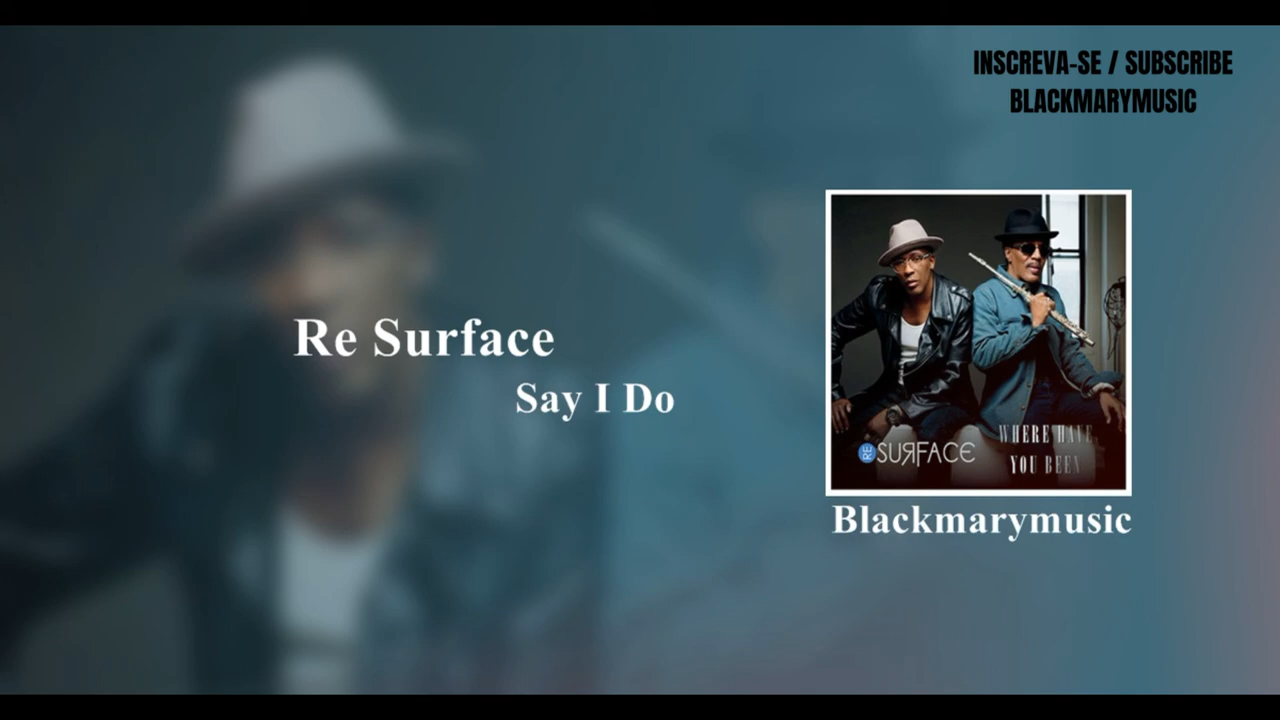 INSCREVA-SE / SUBSCRIBE
BLACKMARYMUSIC
Re Surface
Say I Do
RE SURFACE
WHERE HAVE
YOU BEEN
Blackmarymusic